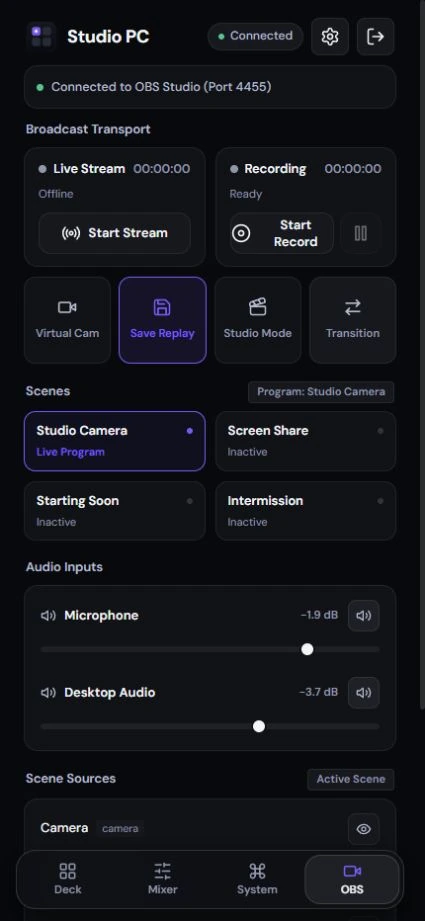 Studio PC
Connected
Connected to OBS Studio (Port 4455)
Broadcast Transport
Live Stream 00:00:00
Offline
Start Stream
Recording 00:00:00
Ready
Start
Record
Virtual Cam
Save Replay
Studio Mode
Transition
Scenes
Program: Studio Camera
Studio Camera
Live Program
Screen Share
Inactive
Starting Soon
Inactive
Intermission
Inactive
Audio Inputs
Microphone
-1.9 dB
Desktop Audio
-3.7 dB
Scene Sources
Active Scene
Camera
camera
Deck
Mixer
System
OBS